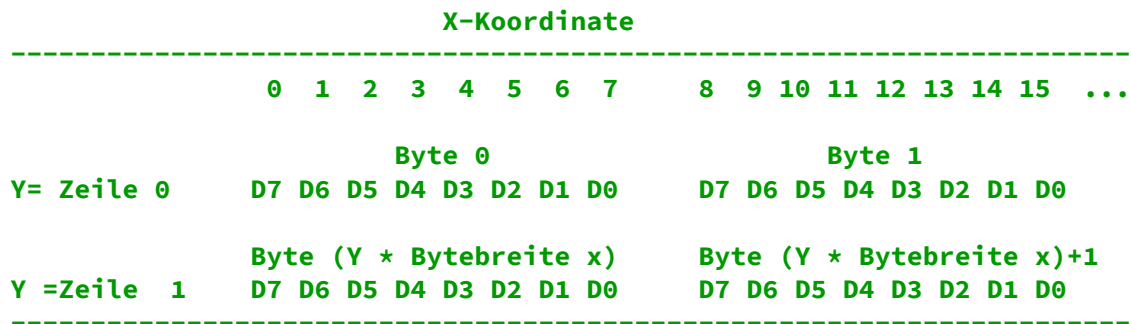 X-Koordinate
----------------------------------------------------------------------
0 1 2 3 4 5 6 7 8 9 10 11 12 13 14 15 ...
Byte 0 Byte 1
Y= Zeile 0 D7 D6 D5 D4 D3 D2 D1 D0 D7 D6 D5 D4 D3 D2 D1 D0
Byte (Y * Bytebreite x) Byte (Y * Bytebreite x)+1
Y =Zeile 1 D7 D6 D5 D4 D3 D2 D1 D0 D7 D6 D5 D4 D3 D2 D1 D0
----------------------------------------------------------------------